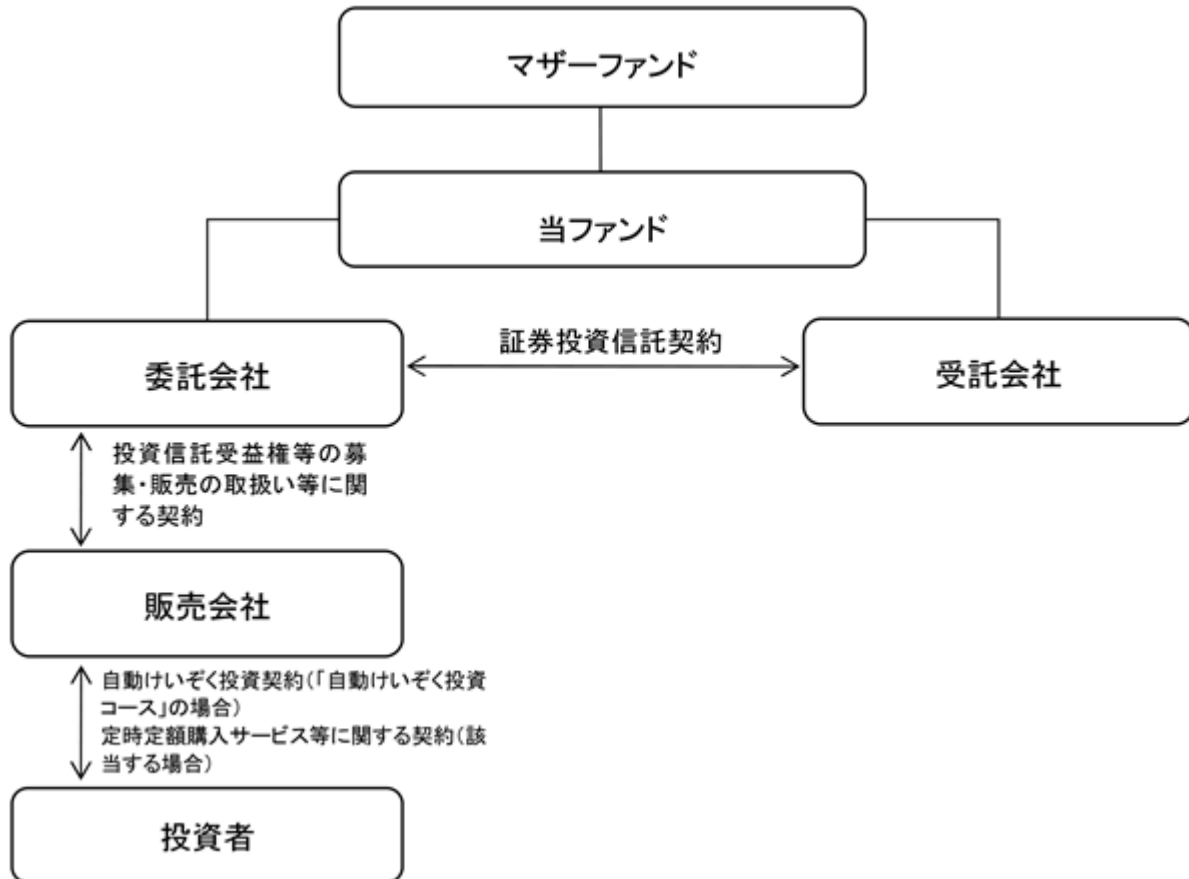 マザーファンド
当ファンド
証券投資信託契約
委託会社
受託会社
投資信託受益権等の募
集・販売の取扱い等に関
する契約
販売会社
自動けいぞく投資契約(「自動けいぞく投資
コース」の場合)
定時定額購入サービス等に関する契約(該
当する場合)
投資者